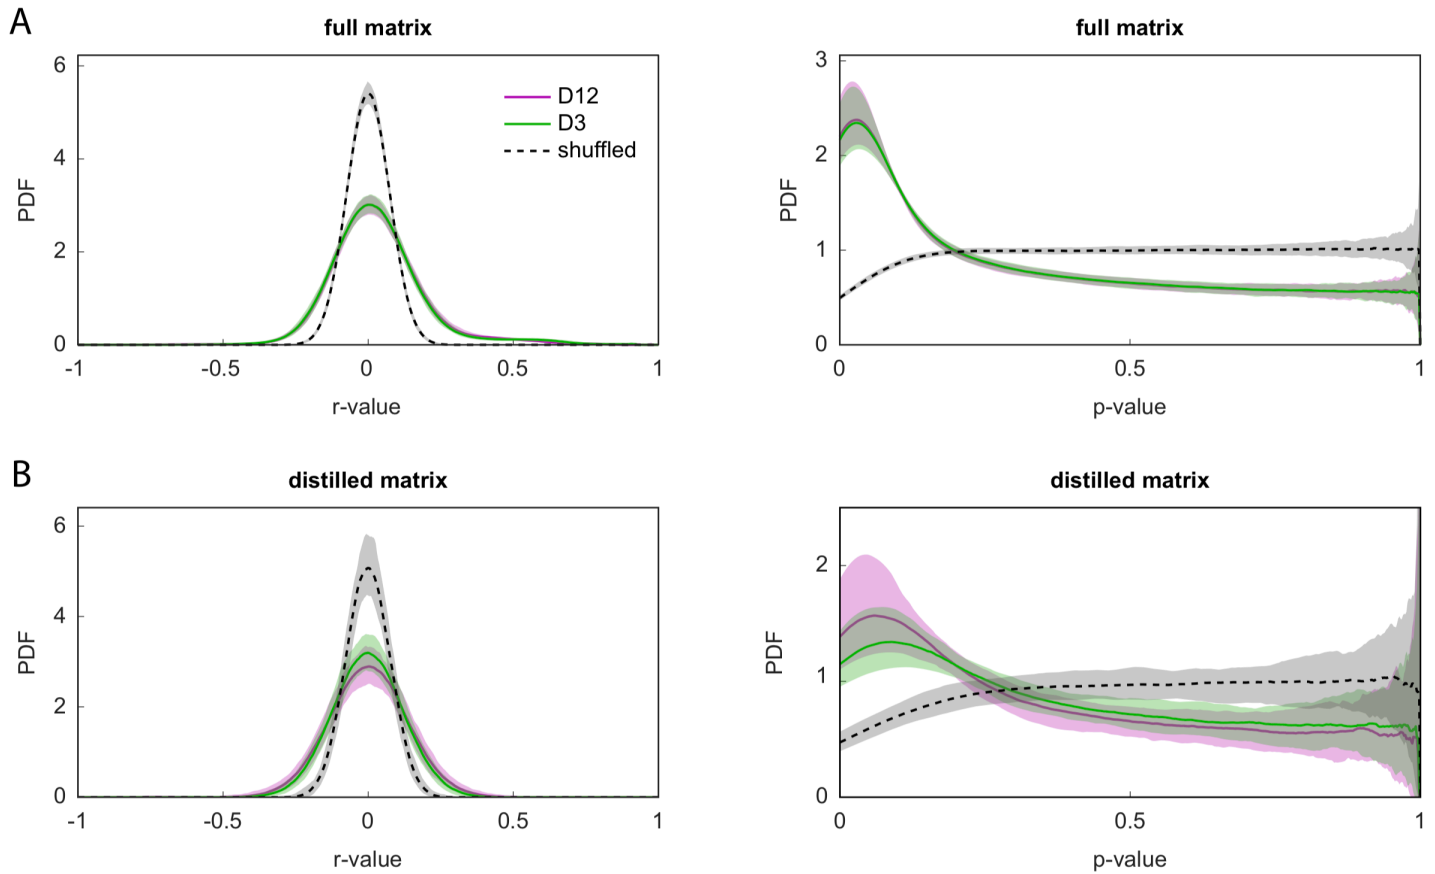 A
full matrix
6
4
2
0
PDF
D12
D3
shuffled
-1 -0.5 0 0.5 1
r-value
full matrix
3
2
1
0
PDF
0 0.5 1
p-value
B
distilled matrix
6
4
2
0
PDF
-1 -0.5 0 0.5 1
r-value
distilled matrix
2
1
0
PDF
0 0.5 1
p-value